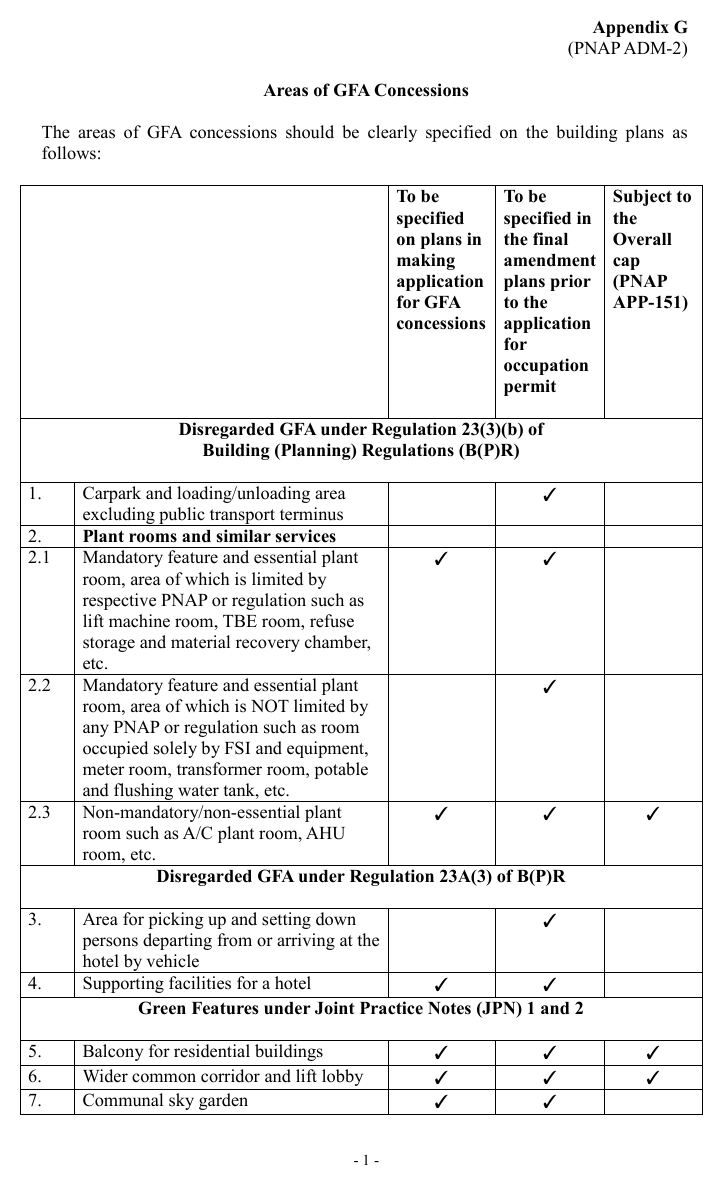 Appendix G
(PNAP ADM-2)
Areas of GFA Concessions
The areas of GFA concessions should be clearly specified on the building plans as
follows:
To be
specified
on plans in
making
application
for GFA
concessions
To be
specified in
the final
amendment
plans prior
to the
application
for
occupation
permit
Subject to
the
Overall
cap
(PNAP
APP-151)
Disregarded GFA under Regulation 23(3)(b) of
Building (Planning) Regulations (B(P)R)
1. Carpark and loading/unloading area ✓
excluding public transport terminus
2. Plant rooms and similar services
2.1 Mandatory feature and essential plant ✓ ✓
room, area of which is limited by
respective PNAP or regulation such as
lift machine room, TBE room, refuse
storage and material recovery chamber,
etc.
2.2 Mandatory feature and essential plant ✓
room, area of which is NOT limited by
any PNAP or regulation such as room
occupied solely by FSI and equipment,
meter room, transformer room, potable
and flushing water tank, etc.
2.3 Non-mandatory/non-essential plant ✓ ✓ ✓
room such as A/C plant room, AHU
room, etc.
Disregarded GFA under Regulation 23A(3) of B(P)R
3. Area for picking up and setting down ✓
persons departing from or arriving at the
hotel by vehicle
4. Supporting facilities for a hotel ✓ ✓
Green Features under Joint Practice Notes (JPN) 1 and 2
5. Balcony for residential buildings ✓ ✓ ✓
6. Wider common corridor and lift lobby ✓ ✓ ✓
7. Communal sky garden ✓ ✓
- 1 -